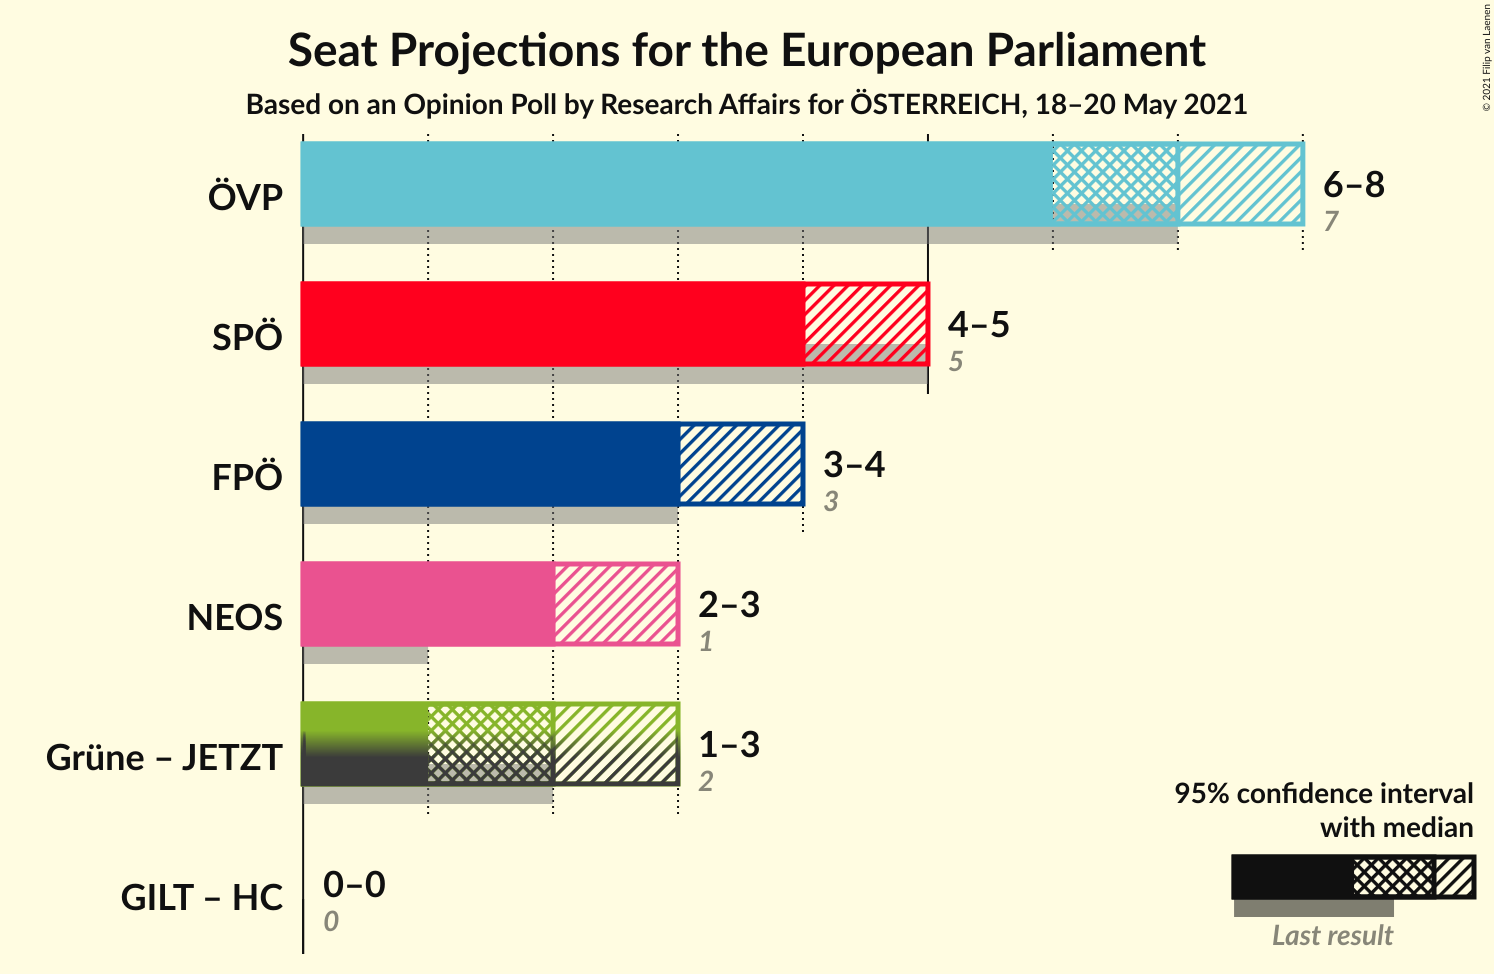 Seat Projections for the European Parliament
Based on an Opinion Poll by Research Affairs for ÖSTERREICH, 18–20 May 2021
© 2021 Filip van Laenen
ÖVP
6–8
7
SPÖ
4–5
5
FPÖ
3–4
3
NEOS
2–3
1
Grüne – JETZT
1–3
2
GILT – HC
0–0
0
95% confidence interval
with median
Last result